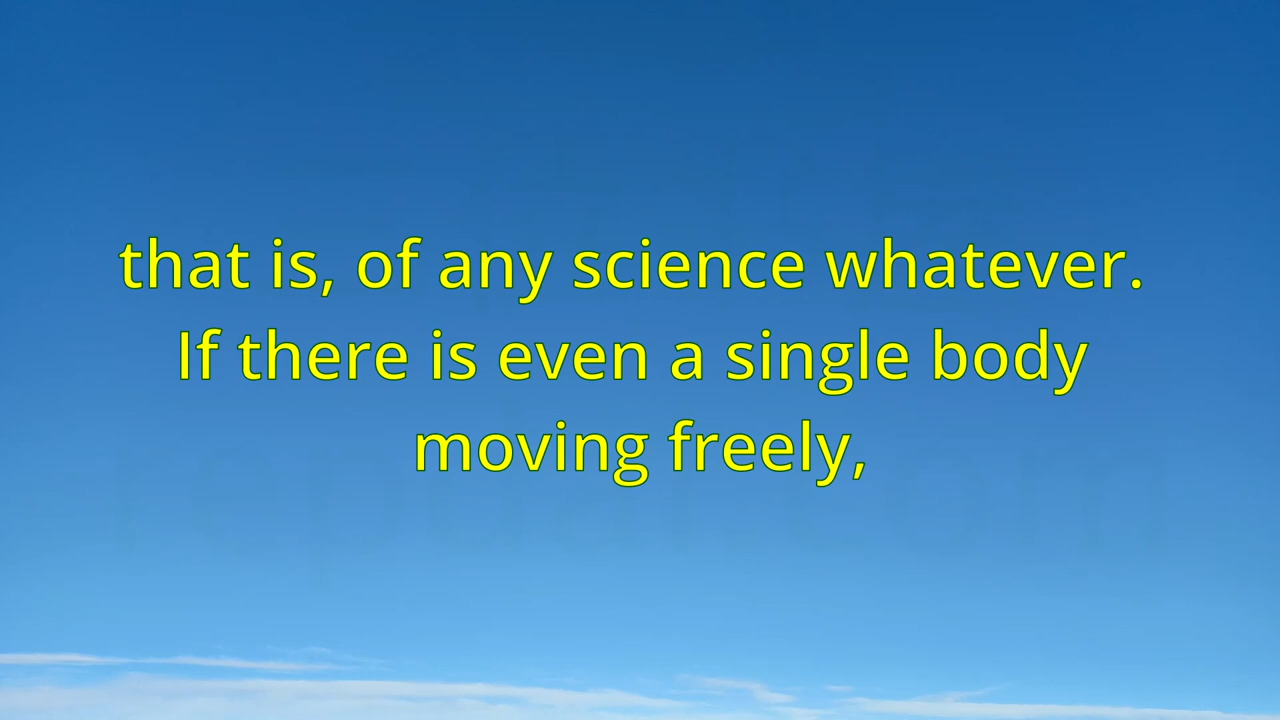 that is, of any science whatever.
If there is even a single body
moving freely,